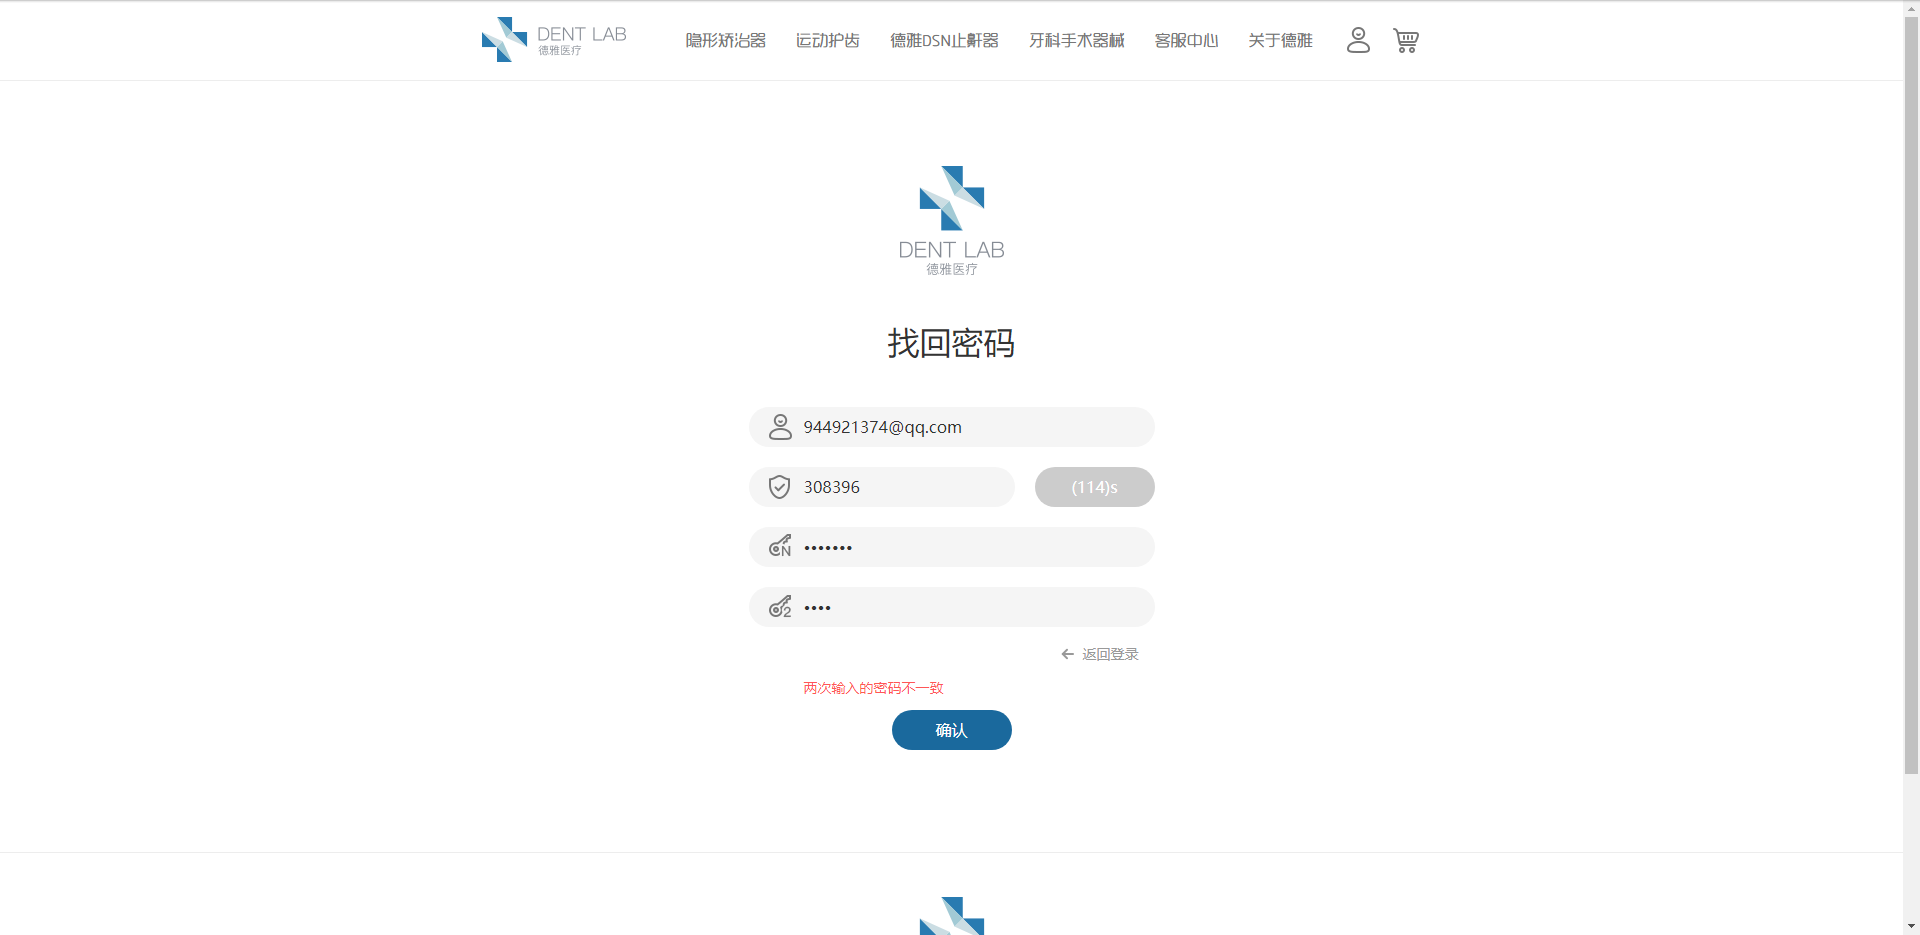 DENT LAB
德雅医疗
隐形矫治器 运动护齿 德雅DSN止鼾器 牙科手术器械 客服中心 关于德雅
DENT LAB
德雅医疗
找回密码
944921374@qq.com
308396 (114)s
N •••••••
2 ••••
返回登录
两次输入的密码不一致
确认